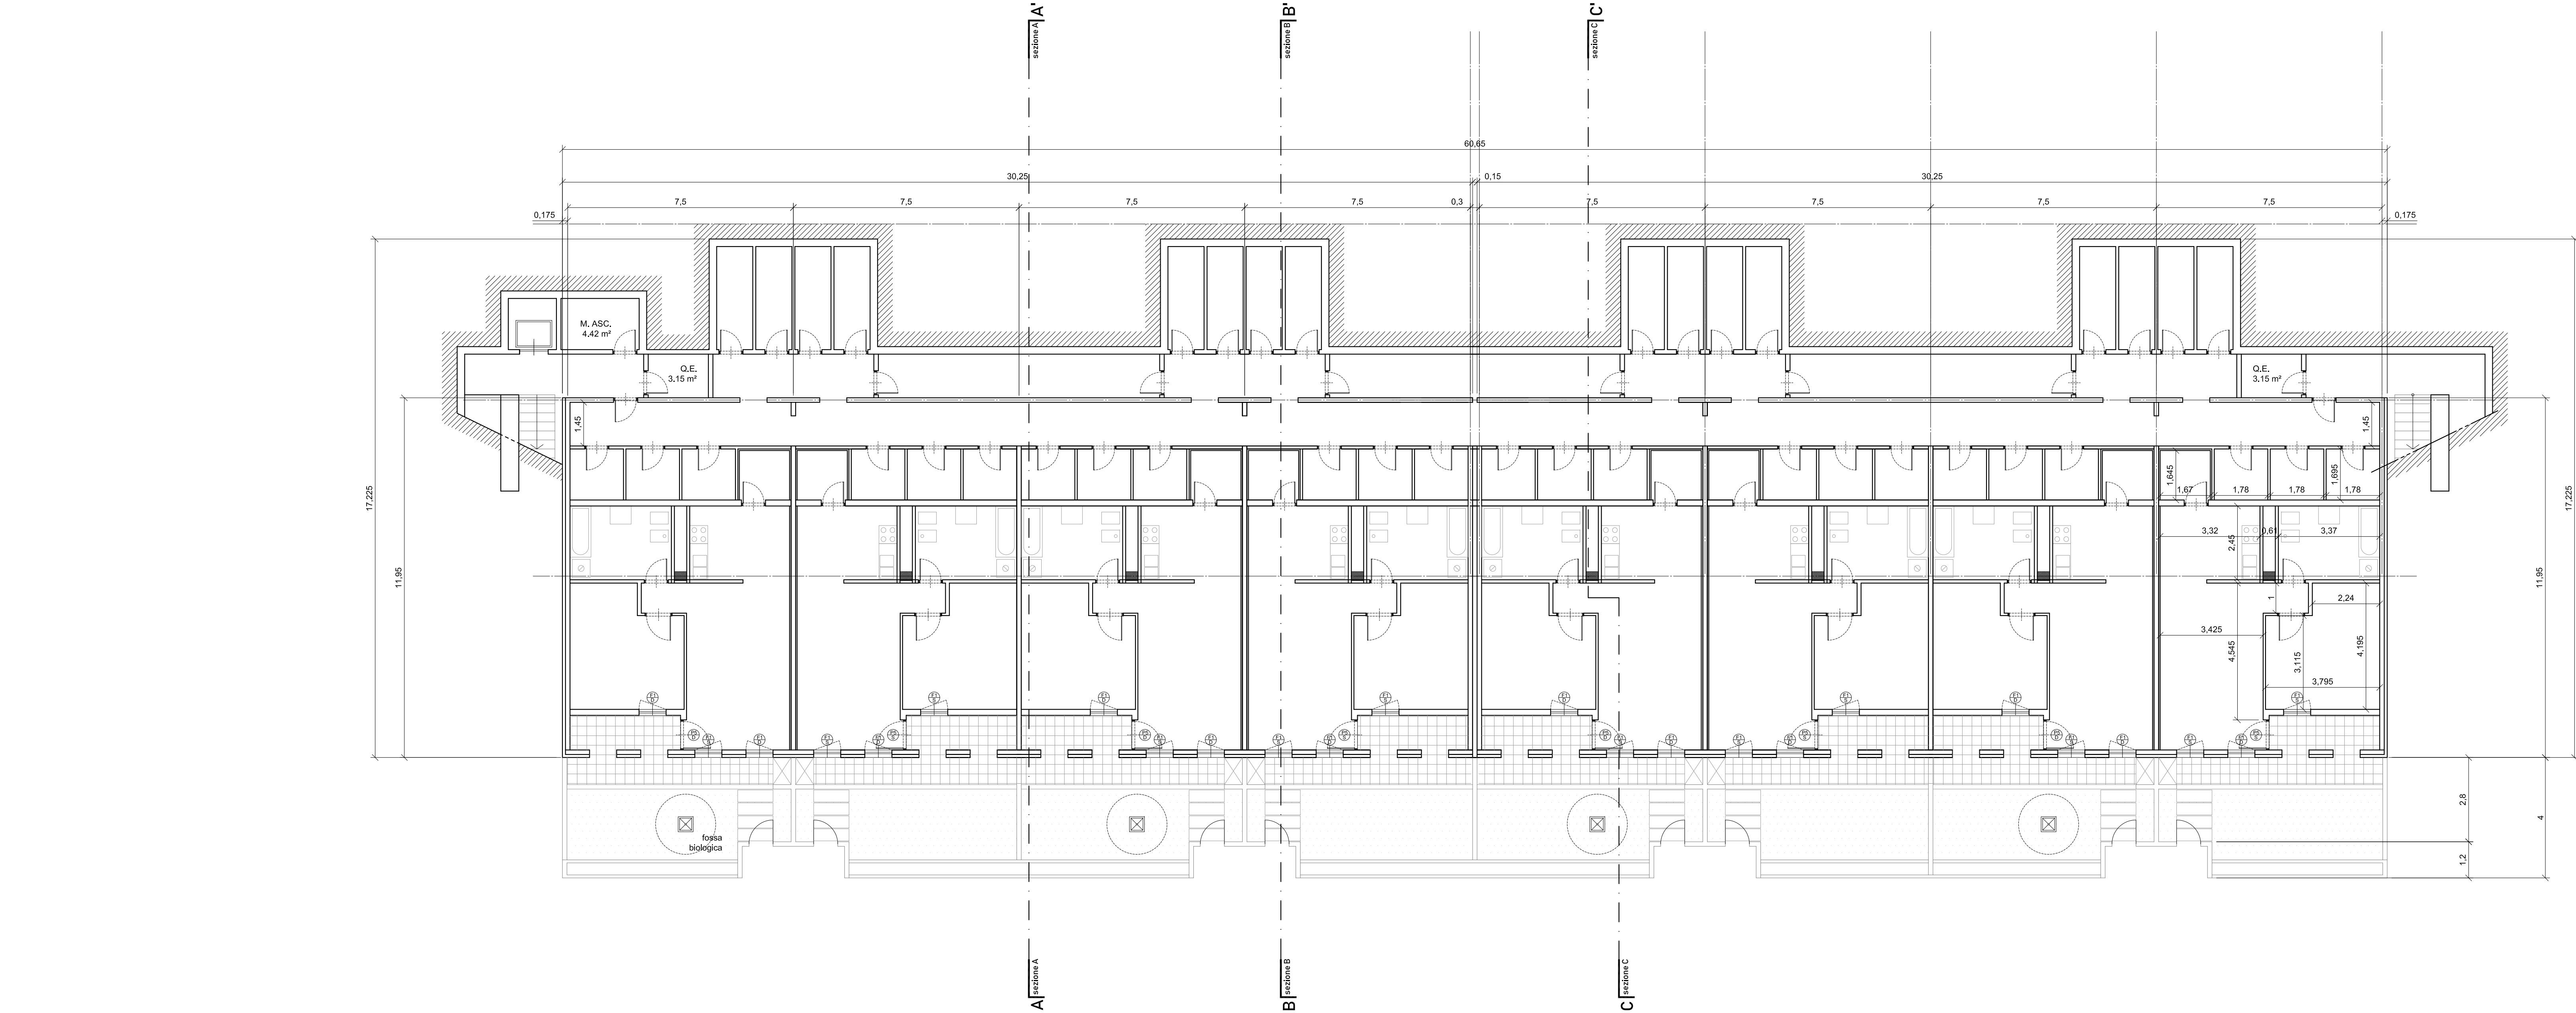 A'
sezione A
B'
sezione B
C'
sezione C
60,65
30,25
0,15
30,25
7,5
7,5
7,5
7,5
0,3
7,5
7,5
7,5
7,5
0,175
0,175
M. ASC.
4.42 m²
Q.E.
3.15 m²
Q.E.
3.15 m²
1,45
1,45
17,225
11,95
17,225
11,95
1,645
1,695
1,67
1,78
1,78
1,78
3,32
0,61
3,37
2,45
1
2,24
3,425
4,545
3,115
4,195
3,795
fossa
biologica
2,8
4
1,2
A
sezione A
B
sezione B
C
sezione C